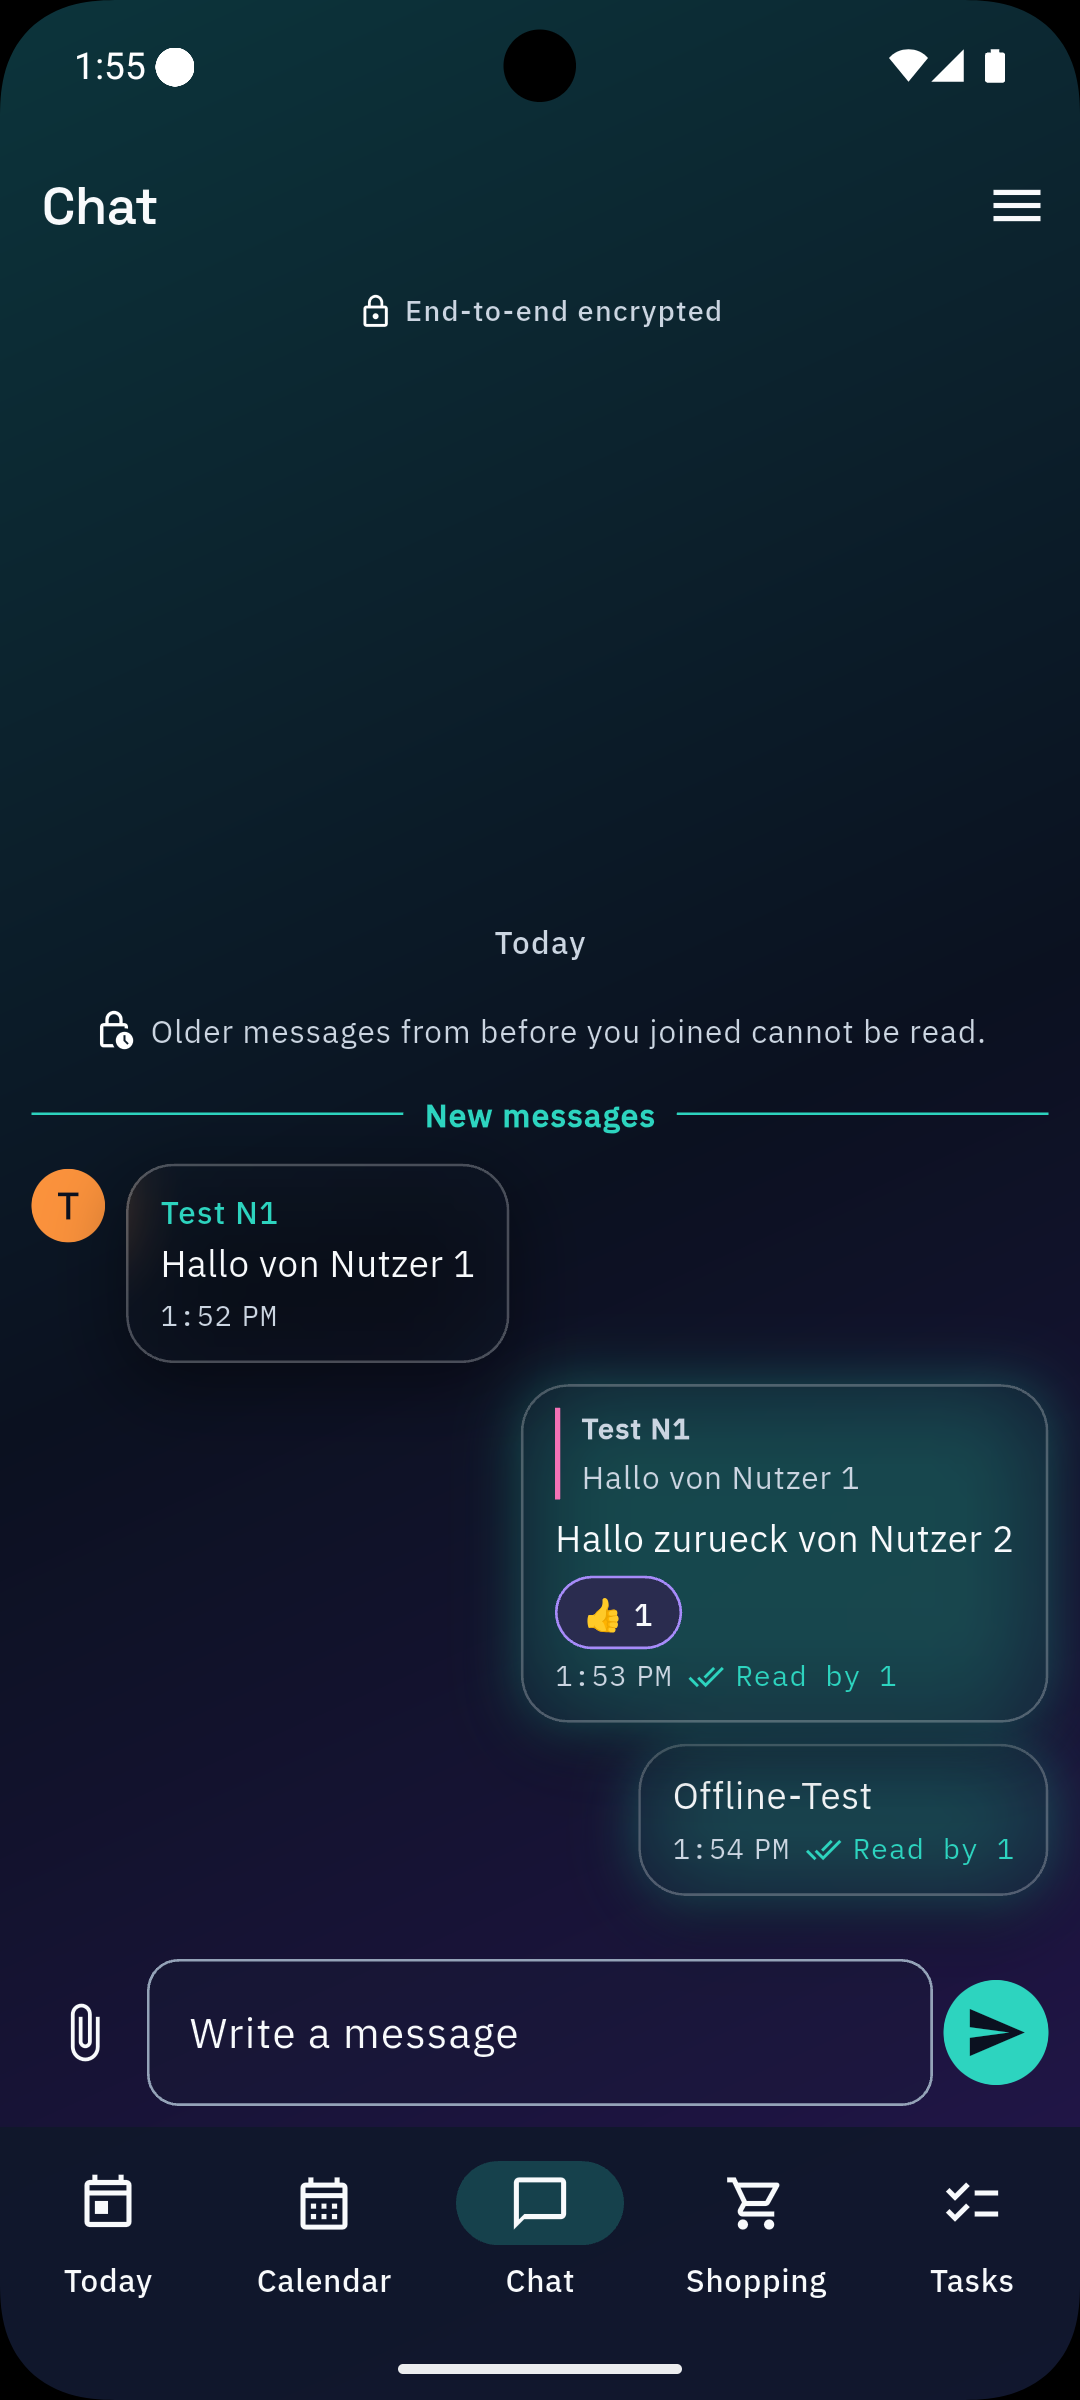 1:55
Chat
End-to-end encrypted
Today
Older messages from before you joined cannot be read.
New messages
T
Test N1
Hallo von Nutzer 1
1:52 PM
Test N1
Hallo von Nutzer 1
Hallo zurueck von Nutzer 2
👍 1
1:53 PM Read by 1
Offline-Test
1:54 PM Read by 1
Write a message
Today Calendar Chat Shopping Tasks